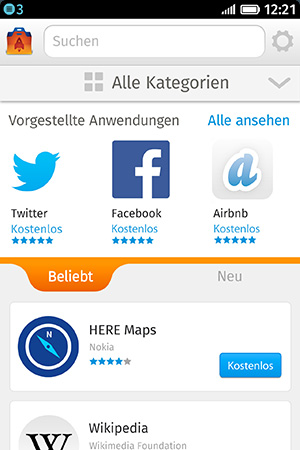 3 12:21
Suchen
Alle Kategorien
Vorgestellte Anwendungen Alle ansehen
Twitter Facebook Airbnb
Kostenlos Kostenlos Kostenlos
Beliebt Neu
HERE Maps
Nokia
Kostenlos
Wikipedia
Wikimedia Foundation